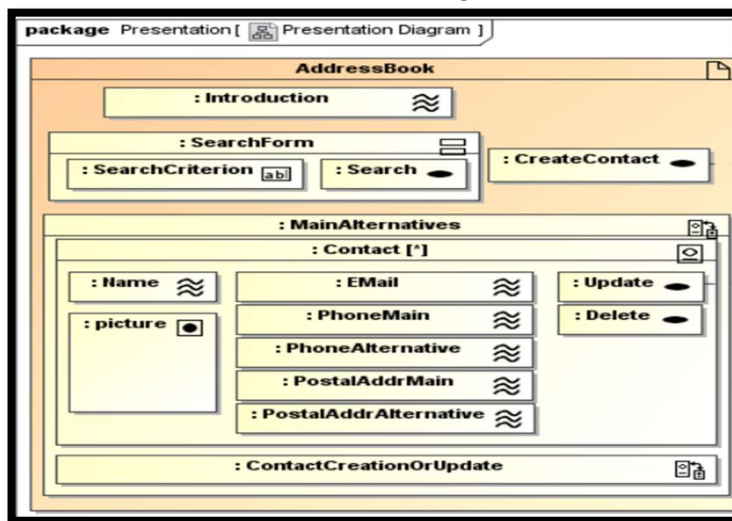 package Presentation [ Presentation Diagram ]
AddressBook
: Introduction
: SearchForm
: SearchCriterion ab|
: Search
: CreateContact
: MainAlternatives
: Contact [*]
: Name
: picture
: EMail
: PhoneMain
: PhoneAlternative
: PostalAddrMain
: PostalAddrAlternative
: Update
: Delete
: ContactCreationOrUpdate